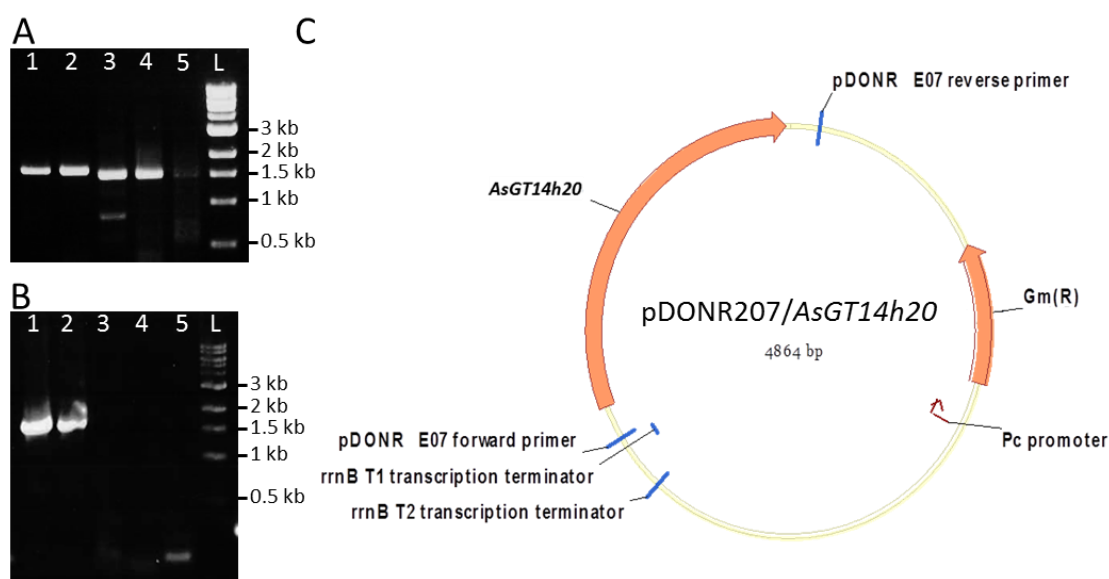 A
1 2 3 4 5 L
3 kb
2 kb
1.5 kb
1 kb
0.5 kb
B
1 2 3 4 5 L
3 kb
2 kb
1.5 kb
1 kb
0.5 kb
C
pDONR E07 reverse primer
AsGT14h20
Gm(R)
pDONR207/AsGT14h20
4864 bp
Pc promoter
pDONR E07 forward primer
rrnB T1 transcription terminator
rrnB T2 transcription terminator